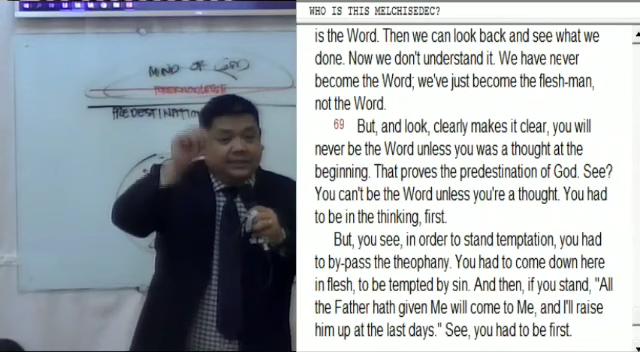 MIND OF GOD
FOREKNOWLEDGE
PREDESTINATION
WHO IS THIS MELCHISEDEC?
is the Word. Then we can look back and see what we
done. Now we don't understand it. We have never
become the Word; we've just become the flesh-man,
not the Word.
69 But, and look, clearly makes it clear, you will
never be the Word unless you was a thought at the
beginning. That proves the predestination of God. See?
You can't be the Word unless you're a thought. You had
to be in the thinking, first.
But, you see, in order to stand temptation, you had
to by-pass the theophany. You had to come down here
in flesh, to be tempted by sin. And then, if you stand, "All
the Father hath given Me will come to Me, and I'll raise
him up at the last days." See, you had to be first.